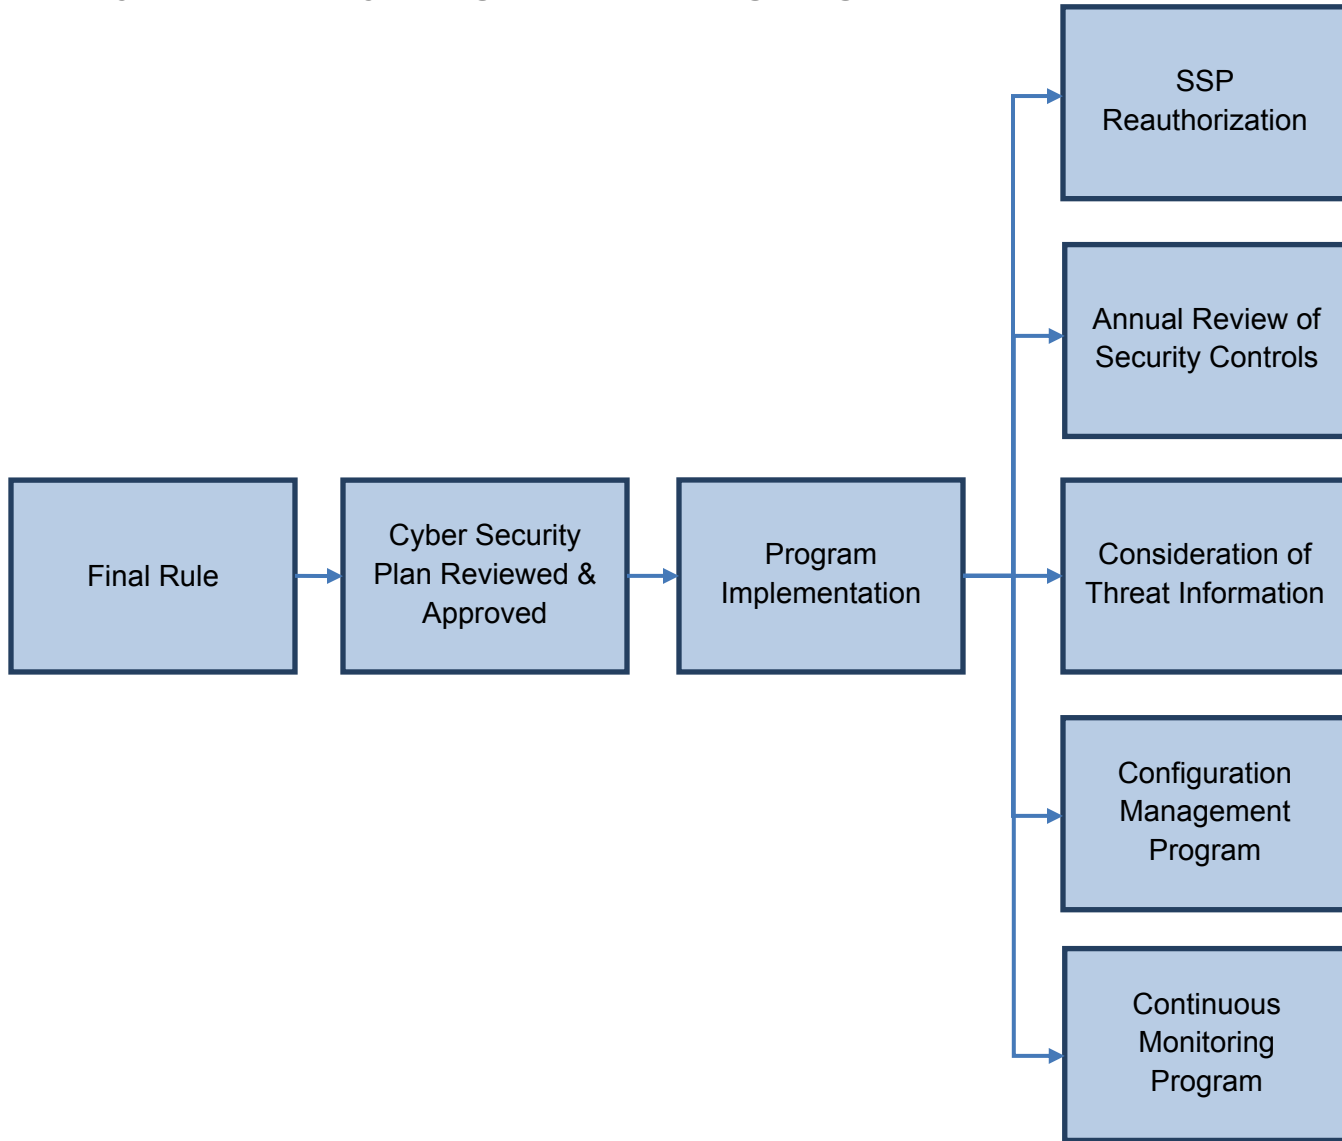 Final Rule
Cyber Security
Plan Reviewed &
Approved
Program
Implementation
SSP
Reauthorization
Annual Review of
Security Controls
Consideration of
Threat Information
Configuration
Management
Program
Continuous
Monitoring
Program